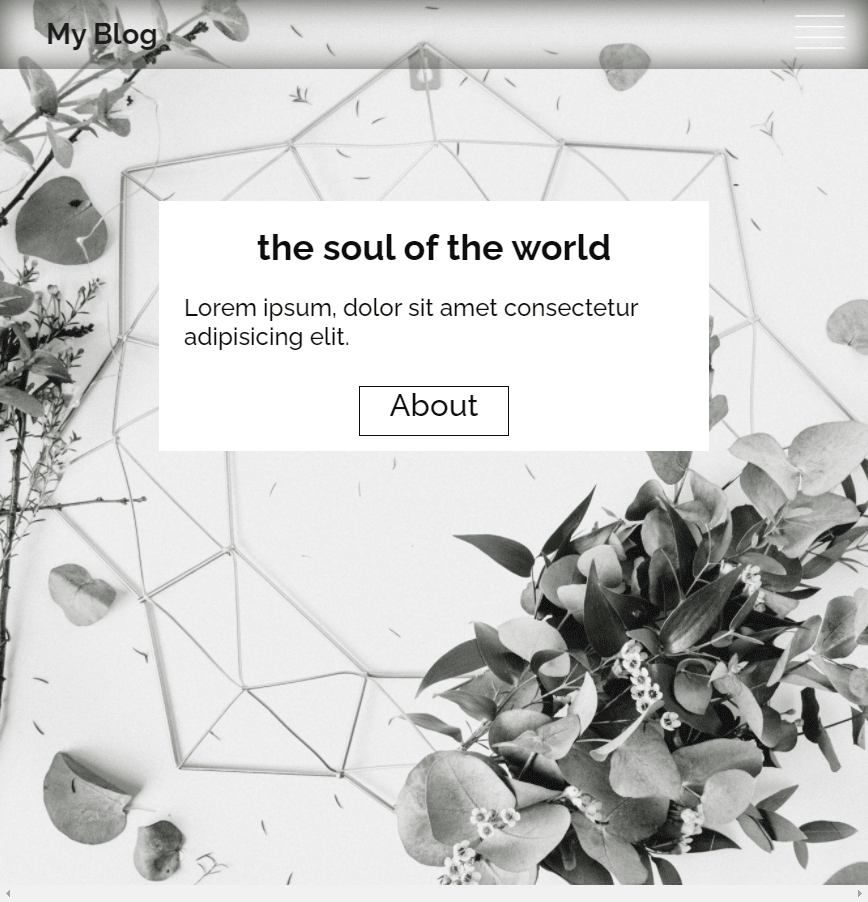 My Blog
the soul of the world
Lorem ipsum, dolor sit amet consectetur
adipisicing elit.
About